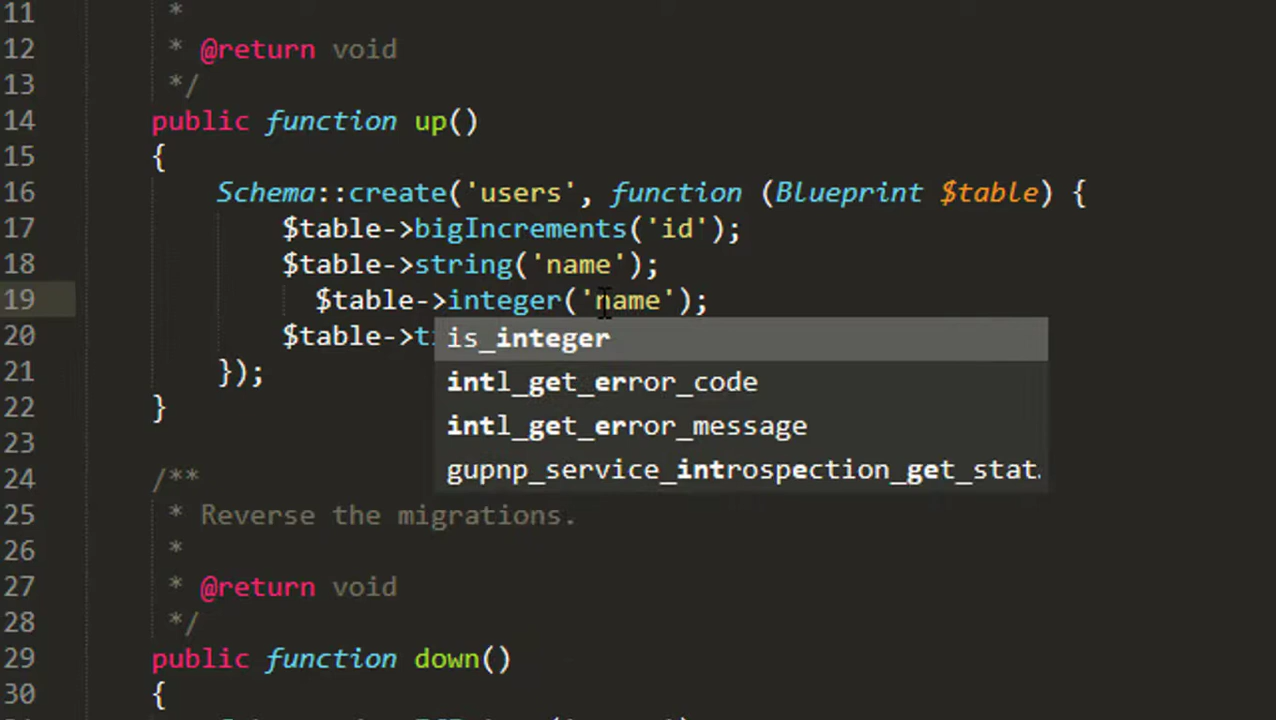 11 *
12 * @return void
13 */
14 public function up()
15 {
16 Schema::create('users', function (Blueprint $table) {
17 $table->bigIncrements('id');
18 $table->string('name');
19 $table->integer('name');
20 $table->t
is_integer
21 });
intl_get_error_code
22 }
intl_get_error_message
23
24 /**
gupnp_service_introspection_get_stat
25 * Reverse the migrations.
26 *
27 * @return void
28 */
29 public function down()
30 {